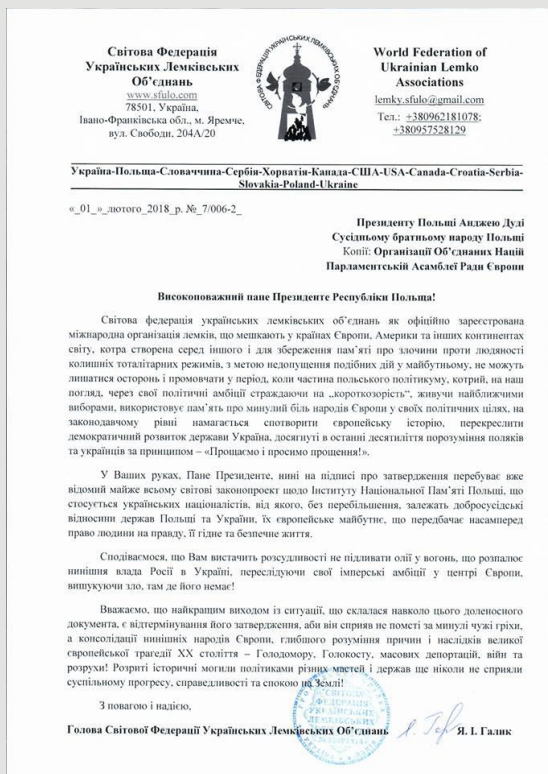 Світова Федерація
Українських Лемківських
Об’єднань
www.sfulo.com
78501, Україна,
Івано-Франківська обл., м. Яремче,
вул. Свободи, 204А/20
СВІТОВА ФЕДЕРАЦІЯ УКРАЇНСЬКИХ ЛЕМКІВСЬКИХ ОБ’ЄДНАНЬ
World Federation of
Ukrainian Lemko
Associations
lemky.sfulo@gmail.com
Тел.: +380962181078;
+380957528129
Україна-Польща-Словаччина-Сербія-Хорватія-Канада-США-USA-Canada-Croatia-Serbia-
Slovakia-Poland-Ukraine
«_01_»_лютого_2018_р. №_7/006-2_
Президенту Польщі Анджею Дуді
Сусідньому братньому народу Польщі
Копії: Організації Об’єднаних Націй
Парламентській Асамблеї Ради Європи
Високоповажний пане Президенте Республіки Польща!
Світова федерація українських лемківських об’єднань як офіційно зареєстрована
міжнародна організація лемків, що мешкають у країнах Європи, Америки та інших континентах
світу, котра створена серед іншого і для збереження пам’яті про злочини проти людяності
колишніх тоталітарних режимів, з метою недопущення подібних дій у майбутньому, не можуть
лишатися осторонь і промовчати у період, коли частина польського політикуму, котрий, на наш
погляд, через свої політичні амбіції страждаючи на „короткозорість“, живучи найближчими
виборами, використовує пам’ять про минулий біль народів Європи у своїх політичних цілях, на
законодавчому рівні намагається спотворити європейську історію, перекреслити
демократичний розвиток держави Україна, досягнуті в останні десятиліття порозуміння поляків
та українців за принципом – «Прощаємо і просимо прощення!».
У Ваших руках, Пане Президенте, нині на підписі про затвердження перебуває вже
відомий майже всьому світові законопроект щодо Інституту Національної Пам’яті Польщі, що
стосується українських націоналістів, від якого, без перебільшення, залежать добросусідські
відносини держав Польщі та України, їх європейське майбутнє, що передбачає насамперед
право людини на правду, її гідне та безпечне життя.
Сподіваємося, що Вам вистачить розсудливості не підливати олії у вогонь, що розпалює
нинішня влада Росії в Україні, переслідуючи свої імперські амбіції у центрі Європи,
вишукуючи зло, там де його немає!
Вважаємо, що найкращим виходом із ситуації, що склалася навколо цього доленосного
документа, є відтермінування його затвердження, аби він сприяв не помсті за минулі чужі гріхи,
а консолідації нинішніх народів Європи, глибшого розуміння причин і наслідків великої
європейської трагедії ХХ століття – Голодомору, Голокосту, масових депортацій, війн та
розрухи! Розриті історичні могили політиками різних мастей і держав ще ніколи не сприяли
суспільному прогресу, справедливості та спокою на Землі!
З повагою і надією,
Голова Світової Федерації Українських Лемківських Об’єднань Я. І. Галик
СВІТОВА
ФЕДЕРАЦІЯ
УКРАЇНСЬКИХ
ЛЕМКІВСЬКИХ